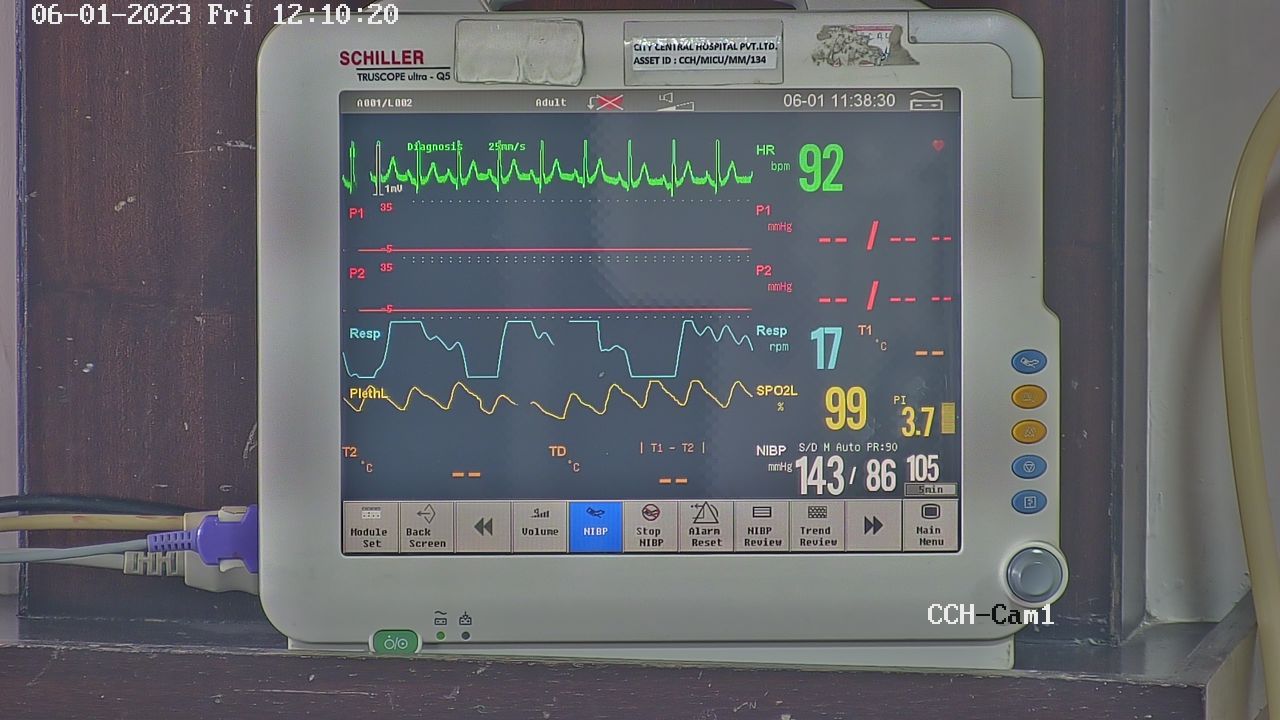 06-01-2023 Fri 12:10:20
SCHILLER
TRUSCOPE ultra - Q5
CITY CENTRAL HOSPITAL PVT.LTD.
ASSET ID : CCH/MICU/MM/134
A001/L002
Adult
06-01 11:38:30
Diagnosis 25mm/s
1mV
HR
bpm
92
P1
35
-5
P1
mmHg
-- / -- --
P2
35
-5
P2
mmHg
-- / -- --
Resp
Resp
rpm
17
T1
°C
--
PlethL
SPO2L
%
99
PI
3.7
T2
°C
--
TD
°C
| T1 - T2 |
--
NIBP
mmHg
S/D M Auto PR:90
143 / 86 105
5min
Module Set
Back Screen
Volume
NIBP
Stop NIBP
Alarm Reset
NIBP Review
Trend Review
Main Menu
CCH-Cam1